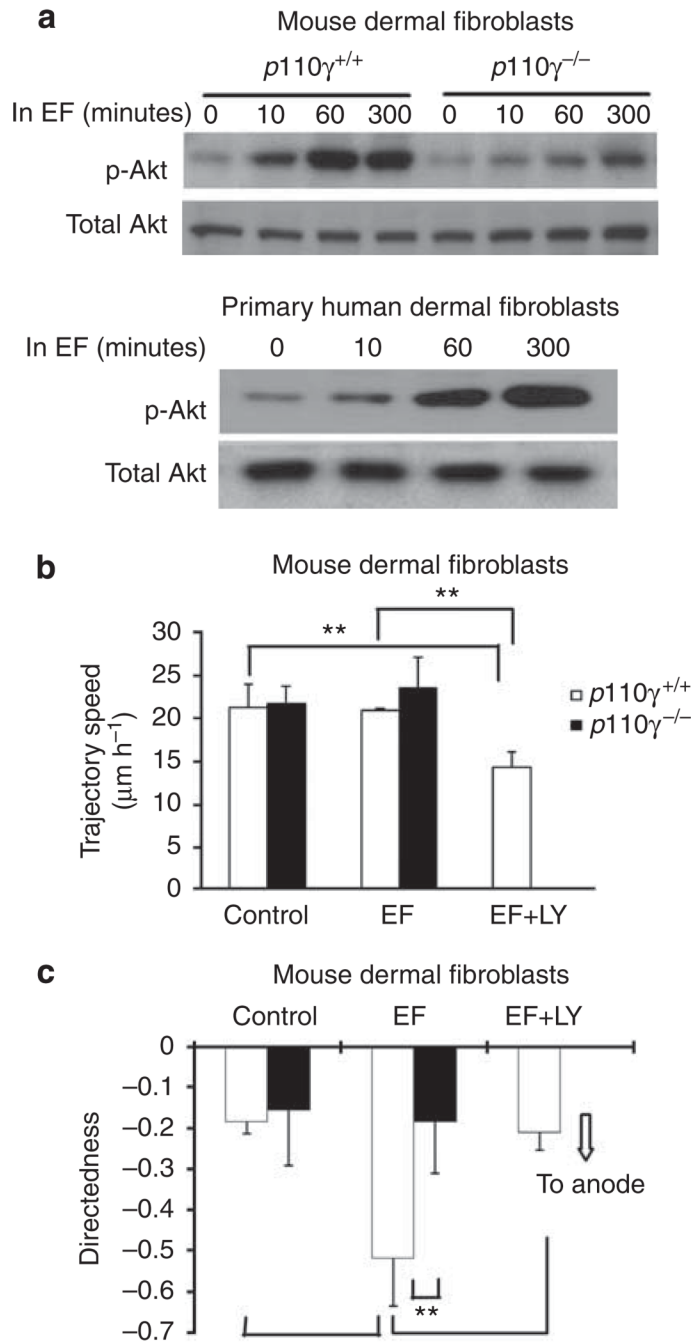 a
Mouse dermal fibroblasts
p110γ+/+ p110γ−/−
In EF (minutes) 0 10 60 300 0 10 60 300
p-Akt
Total Akt
Primary human dermal fibroblasts
In EF (minutes) 0 10 60 300
p-Akt
Total Akt
b
Mouse dermal fibroblasts
**
**
Trajectory speed
(μm h−1)
30
25
20
15
10
5
0
p110γ+/+
p110γ−/−
Control EF EF+LY
c
Mouse dermal fibroblasts
Control EF EF+LY
Directedness
0
−0.1
−0.2
−0.3
−0.4
−0.5
−0.6
−0.7
To anode
**